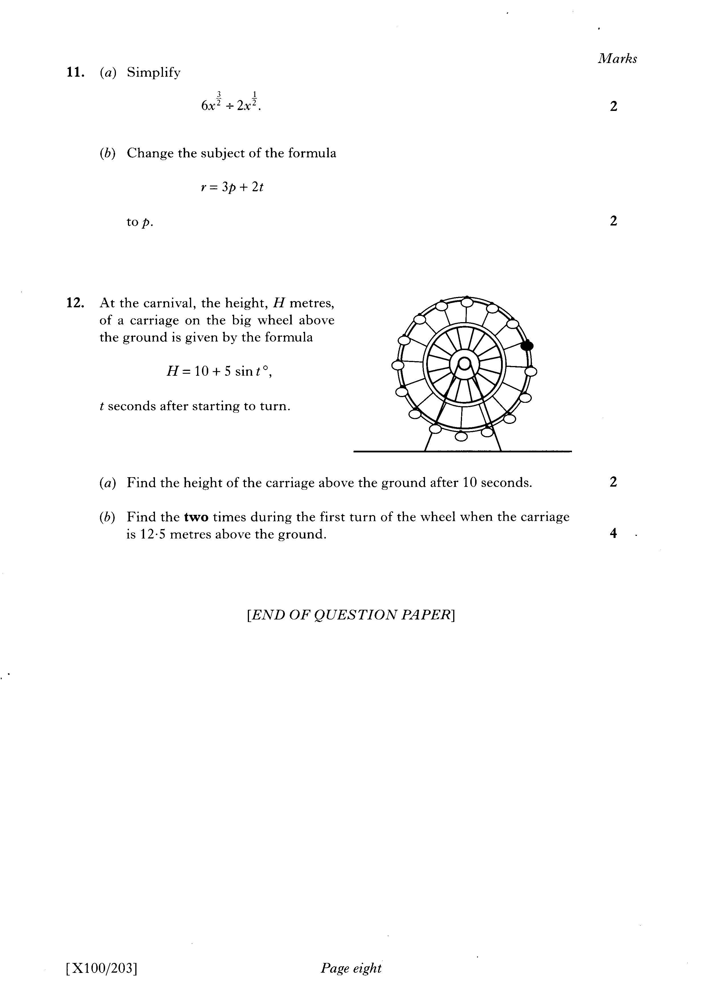 Marks
11. (a) Simplify
6x^{3/2} ÷ 2x^{1/2}.
2
(b) Change the subject of the formula
r = 3p + 2t
to p.
2
12. At the carnival, the height, H metres,
of a carriage on the big wheel above
the ground is given by the formula
H = 10 + 5 sin t°,
t seconds after starting to turn.
(a) Find the height of the carriage above the ground after 10 seconds.
2
(b) Find the two times during the first turn of the wheel when the carriage
is 12·5 metres above the ground.
4
[END OF QUESTION PAPER]
[X100/203]
Page eight